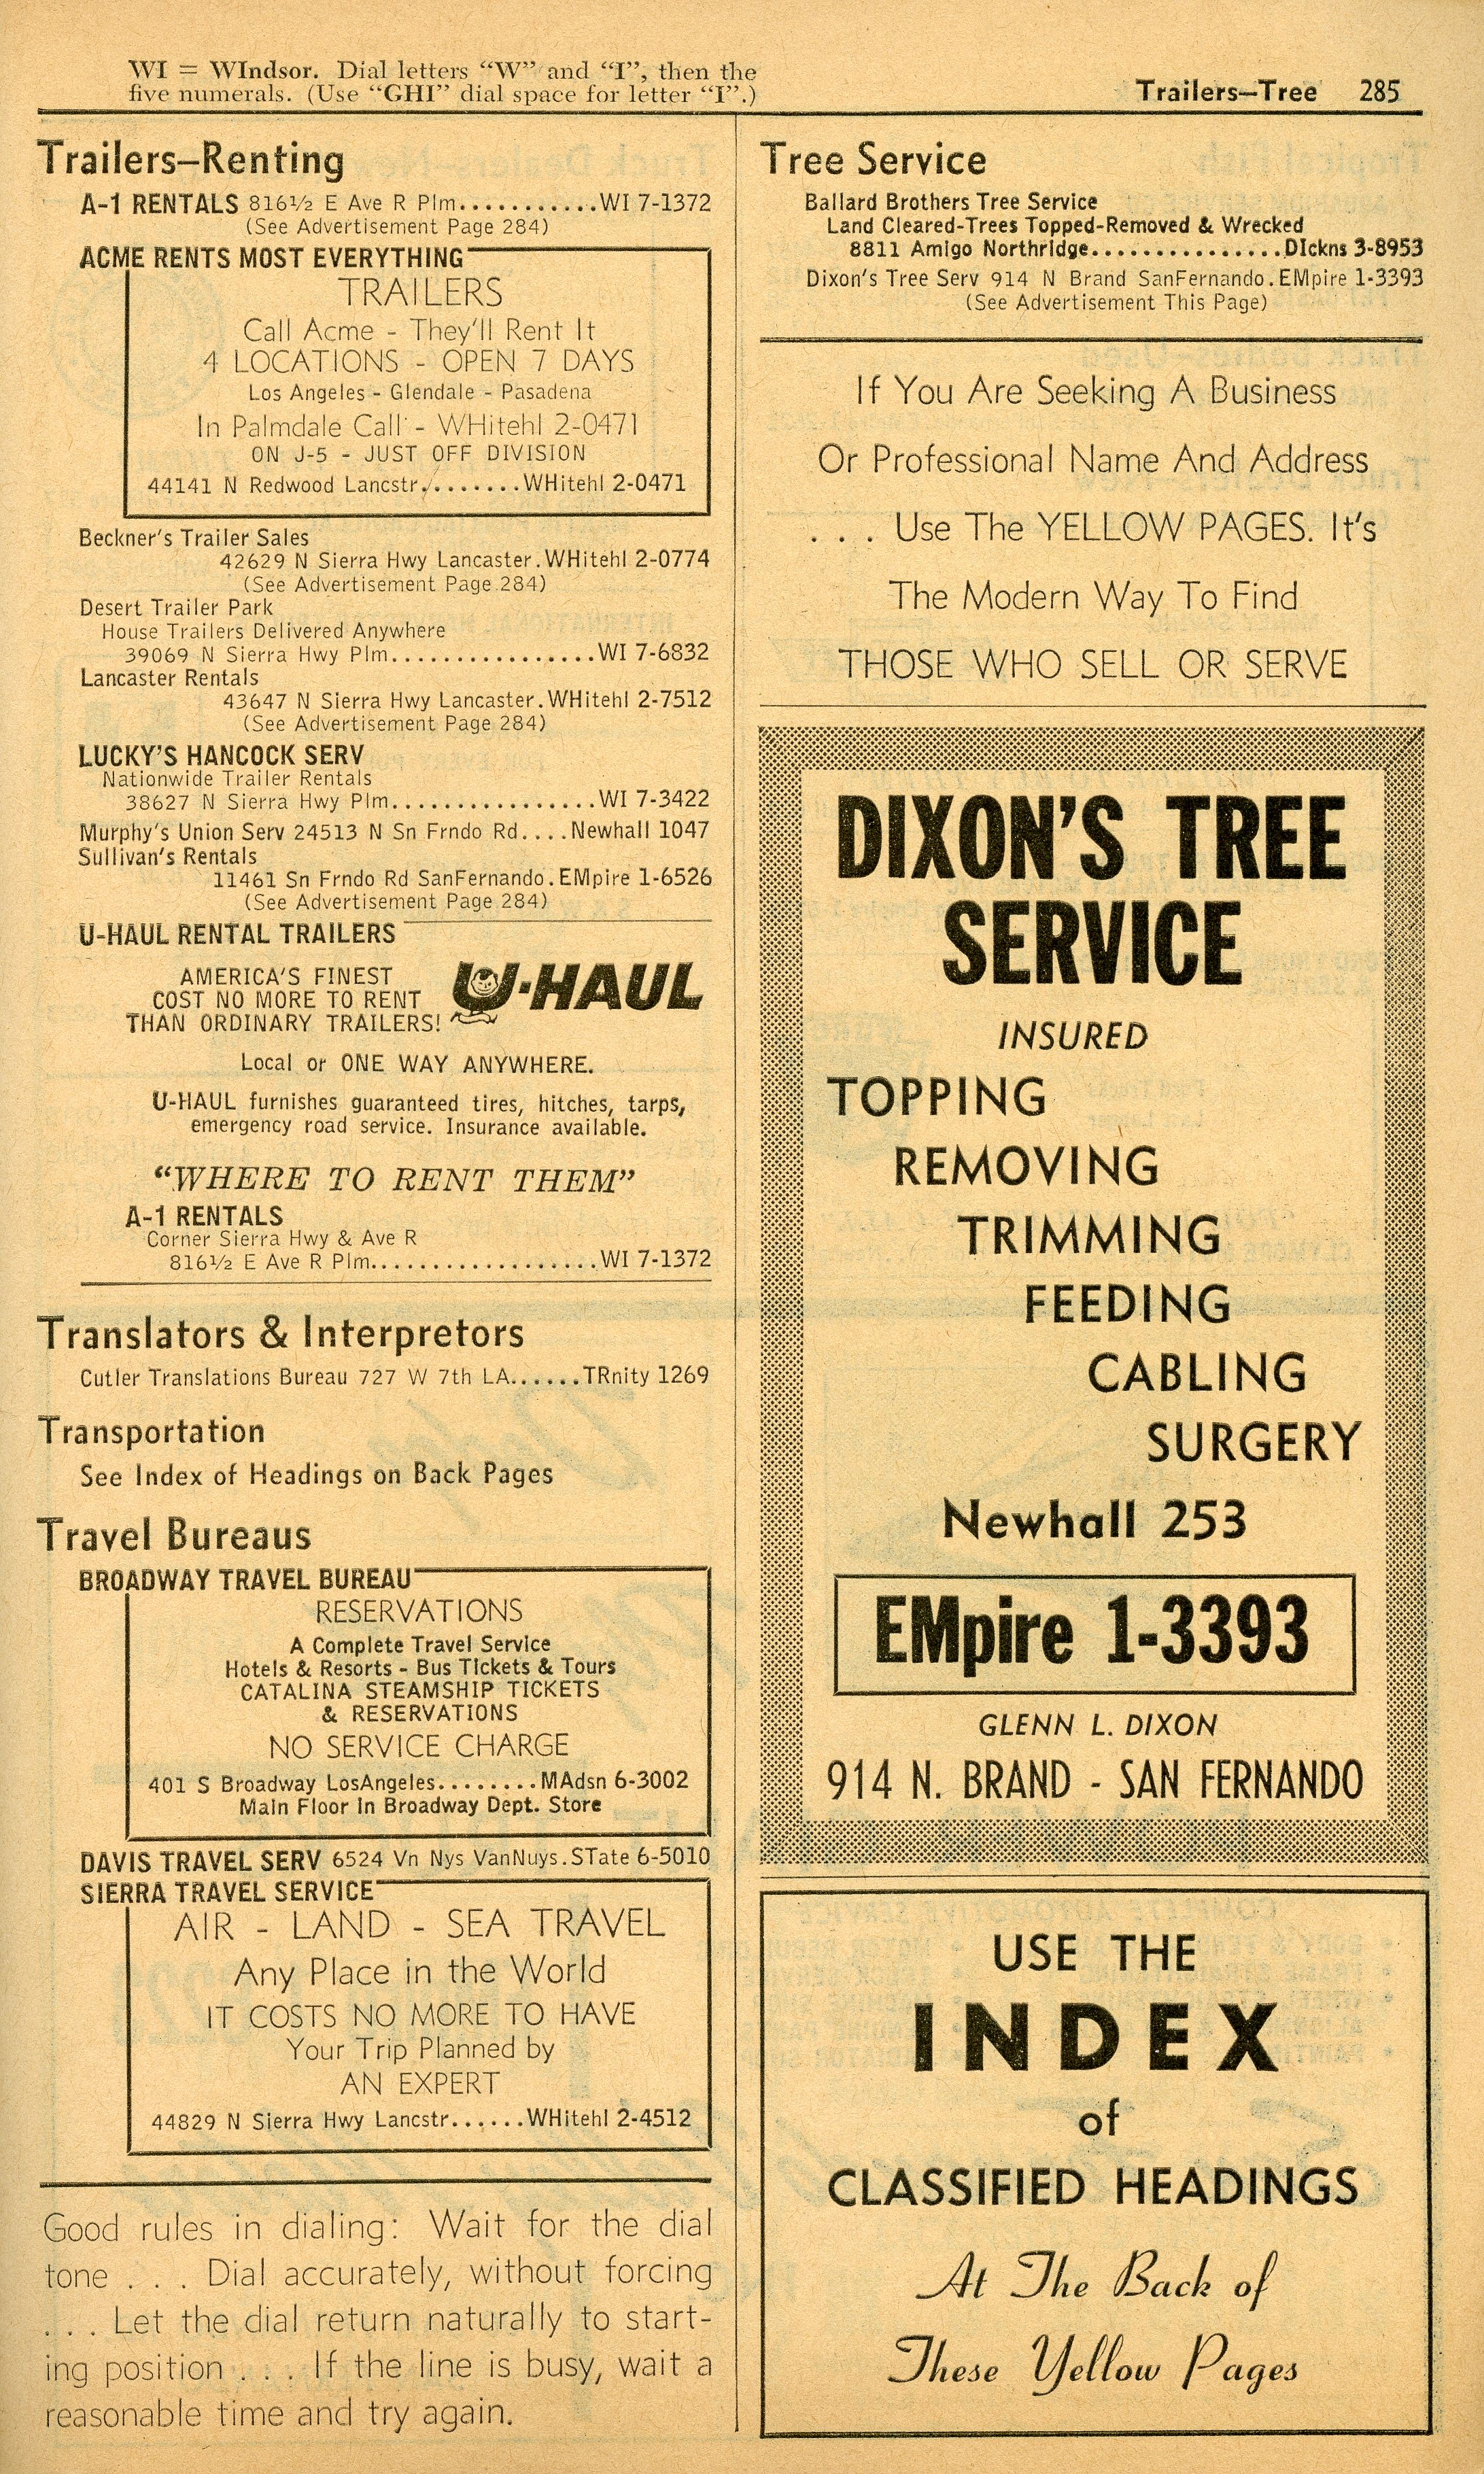 WI = WIndsor. Dial letters “W” and “I”, then the
five numerals. (Use “GHI” dial space for letter “I”.)
Trailers—Tree 285
Trailers—Renting
A-1 RENTALS 816½ E Ave R Plm...........WI 7-1372
(See Advertisement Page 284)
ACME RENTS MOST EVERYTHING
TRAILERS
Call Acme - They'll Rent It
4 LOCATIONS - OPEN 7 DAYS
Los Angeles - Glendale - Pasadena
In Palmdale Call - WHitehl 2-0471
ON J-5 - JUST OFF DIVISION
44141 N Redwood Lancstr........WHitehl 2-0471
Beckner's Trailer Sales
42629 N Sierra Hwy Lancaster.WHitehl 2-0774
(See Advertisement Page 284)
Desert Trailer Park
House Trailers Delivered Anywhere
39069 N Sierra Hwy Plm................WI 7-6832
Lancaster Rentals
43647 N Sierra Hwy Lancaster.WHitehl 2-7512
(See Advertisement Page 284)
LUCKY'S HANCOCK SERV
Nationwide Trailer Rentals
38627 N Sierra Hwy Plm................WI 7-3422
Murphy's Union Serv 24513 N Sn Frndo Rd....Newhall 1047
Sullivan's Rentals
11461 Sn Frndo Rd SanFernando.EMpire 1-6526
(See Advertisement Page 284)
U-HAUL RENTAL TRAILERS
AMERICA'S FINEST
COST NO MORE TO RENT
THAN ORDINARY TRAILERS!
U-HAUL
Local or ONE WAY ANYWHERE.
U-HAUL furnishes guaranteed tires, hitches, tarps,
emergency road service. Insurance available.
“WHERE TO RENT THEM”
A-1 RENTALS
Corner Sierra Hwy & Ave R
816½ E Ave R Plm..................WI 7-1372
Translators & Interpretors
Cutler Translations Bureau 727 W 7th LA......TRnity 1269
Transportation
See Index of Headings on Back Pages
Travel Bureaus
BROADWAY TRAVEL BUREAU
RESERVATIONS
A Complete Travel Service
Hotels & Resorts - Bus Tickets & Tours
CATALINA STEAMSHIP TICKETS
& RESERVATIONS
NO SERVICE CHARGE
401 S Broadway LosAngeles........MAdsn 6-3002
Main Floor In Broadway Dept. Store
DAVIS TRAVEL SERV 6524 Vn Nys VanNuys.STate 6-5010
SIERRA TRAVEL SERVICE
AIR - LAND - SEA TRAVEL
Any Place in the World
IT COSTS NO MORE TO HAVE
Your Trip Planned by
AN EXPERT
44829 N Sierra Hwy Lancstr......WHitehl 2-4512
Good rules in dialing: Wait for the dial
tone . . . Dial accurately, without forcing
. . . Let the dial return naturally to start-
ing position . . . If the line is busy, wait a
reasonable time and try again.
Tree Service
Ballard Brothers Tree Service
Land Cleared-Trees Topped-Removed & Wrecked
8811 Amigo Northridge...............DIckns 3-8953
Dixon's Tree Serv 914 N Brand SanFernando.EMpire 1-3393
(See Advertisement This Page)
If You Are Seeking A Business
Or Professional Name And Address
. . . Use The YELLOW PAGES. It's
The Modern Way To Find
THOSE WHO SELL OR SERVE
DIXON'S TREE
SERVICE
INSURED
TOPPING
REMOVING
TRIMMING
FEEDING
CABLING
SURGERY
Newhall 253
EMpire 1-3393
GLENN L. DIXON
914 N. BRAND - SAN FERNANDO
USE THE
INDEX
of
CLASSIFIED HEADINGS
At The Back of
These Yellow Pages